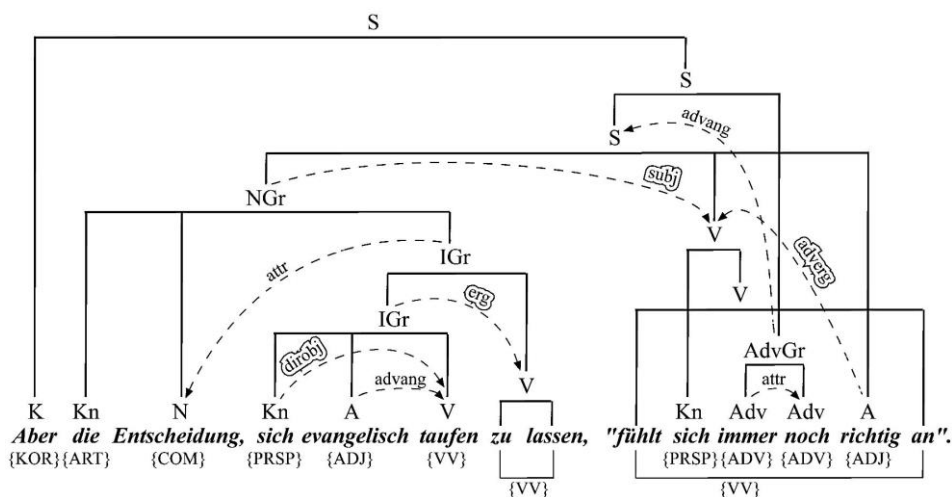 S
S
advang
S
subj
NGr
V
attr
IGr
adverg
V
erg
IGr
dirobj
AdvGr
advang
V
attr
K Kn N Kn A V Kn Adv Adv A
Aber die Entscheidung, sich evangelisch taufen zu lassen, "fühlt sich immer noch richtig an".
{KOR} {ART} {COM} {PRSP} {ADJ} {VV} {PRSP} {ADV} {ADV} {ADJ}
{VV} {VV}